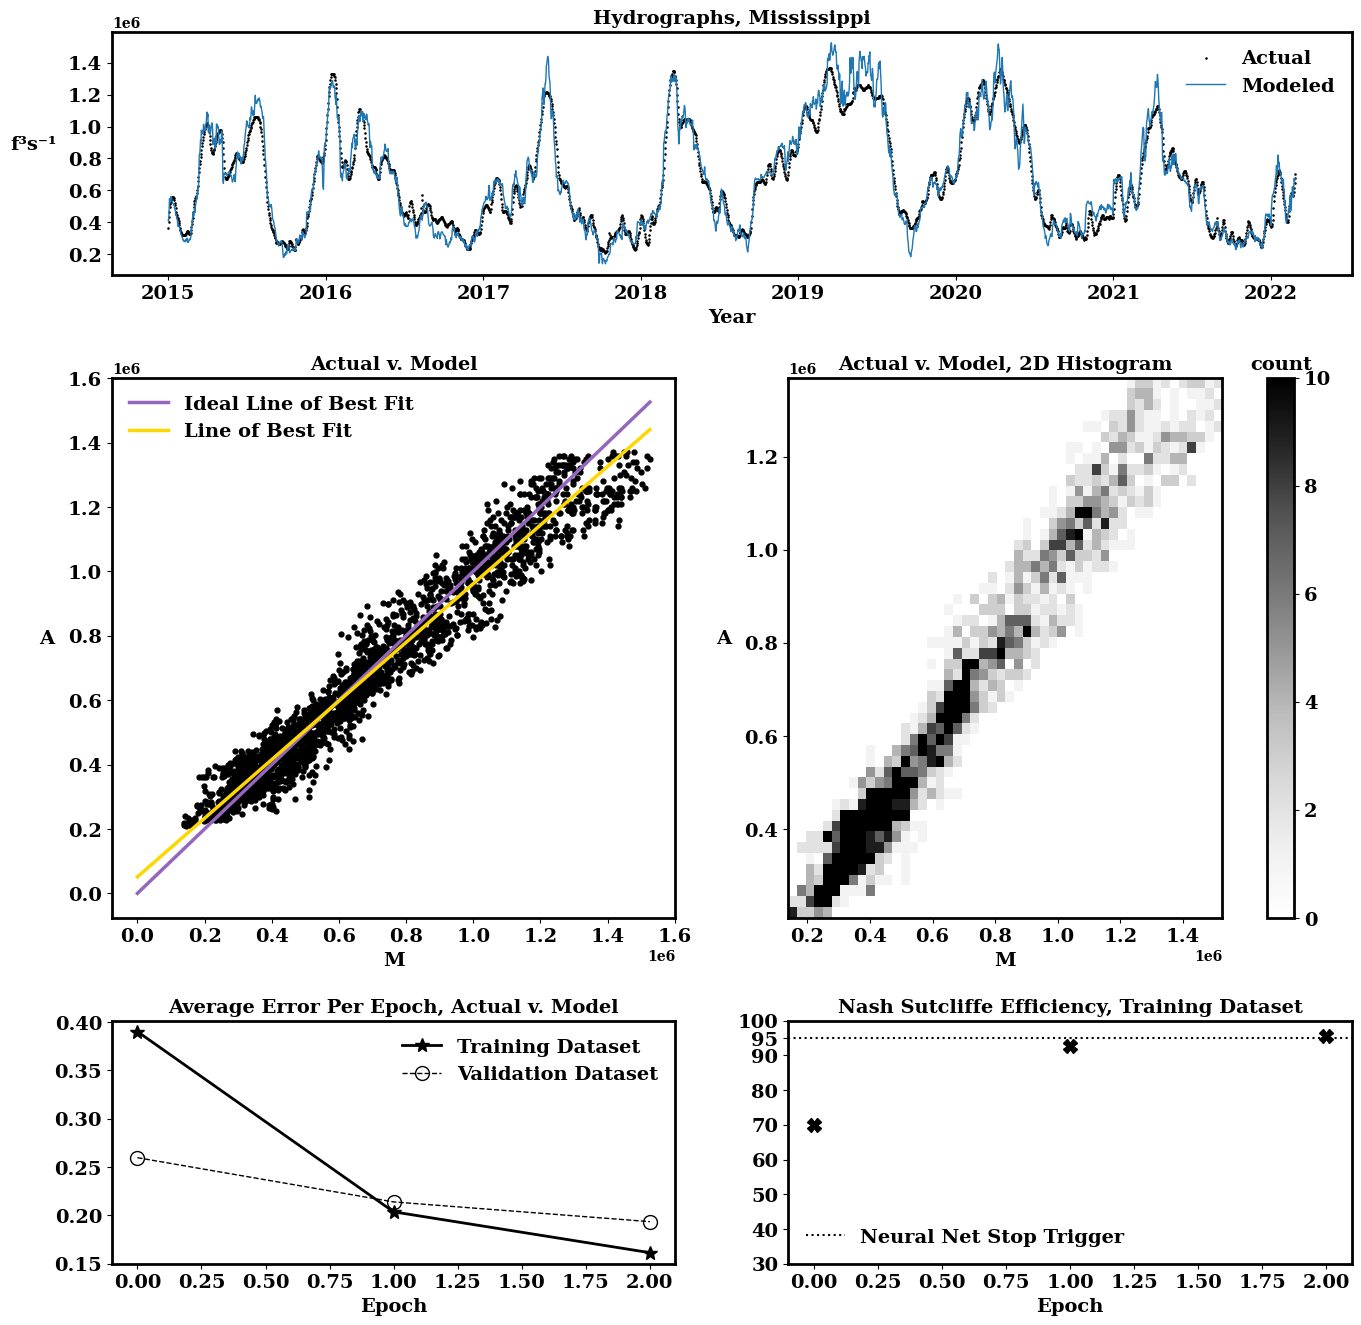 Hydrographs, Mississippi
1e6
1.4
1.2
1.0
0.8
0.6
0.4
0.2
f³s⁻¹
Actual
Modeled
2015 2016 2017 2018 2019 2020 2021 2022
Year
Actual v. Model
1e6
1.6
1.4
1.2
1.0
0.8
0.6
0.4
0.2
0.0
A
Ideal Line of Best Fit
Line of Best Fit
0.0 0.2 0.4 0.6 0.8 1.0 1.2 1.4 1.6
M
1e6
Actual v. Model, 2D Histogram
1e6
1.2
1.0
0.8
0.6
0.4
A
0.2 0.4 0.6 0.8 1.0 1.2 1.4
M
1e6
count
10
8
6
4
2
0
Average Error Per Epoch, Actual v. Model
0.40
0.35
0.30
0.25
0.20
0.15
Training Dataset
Validation Dataset
0.00 0.25 0.50 0.75 1.00 1.25 1.50 1.75 2.00
Epoch
Nash Sutcliffe Efficiency, Training Dataset
100
95
90
80
70
60
50
40
30
Neural Net Stop Trigger
0.00 0.25 0.50 0.75 1.00 1.25 1.50 1.75 2.00
Epoch